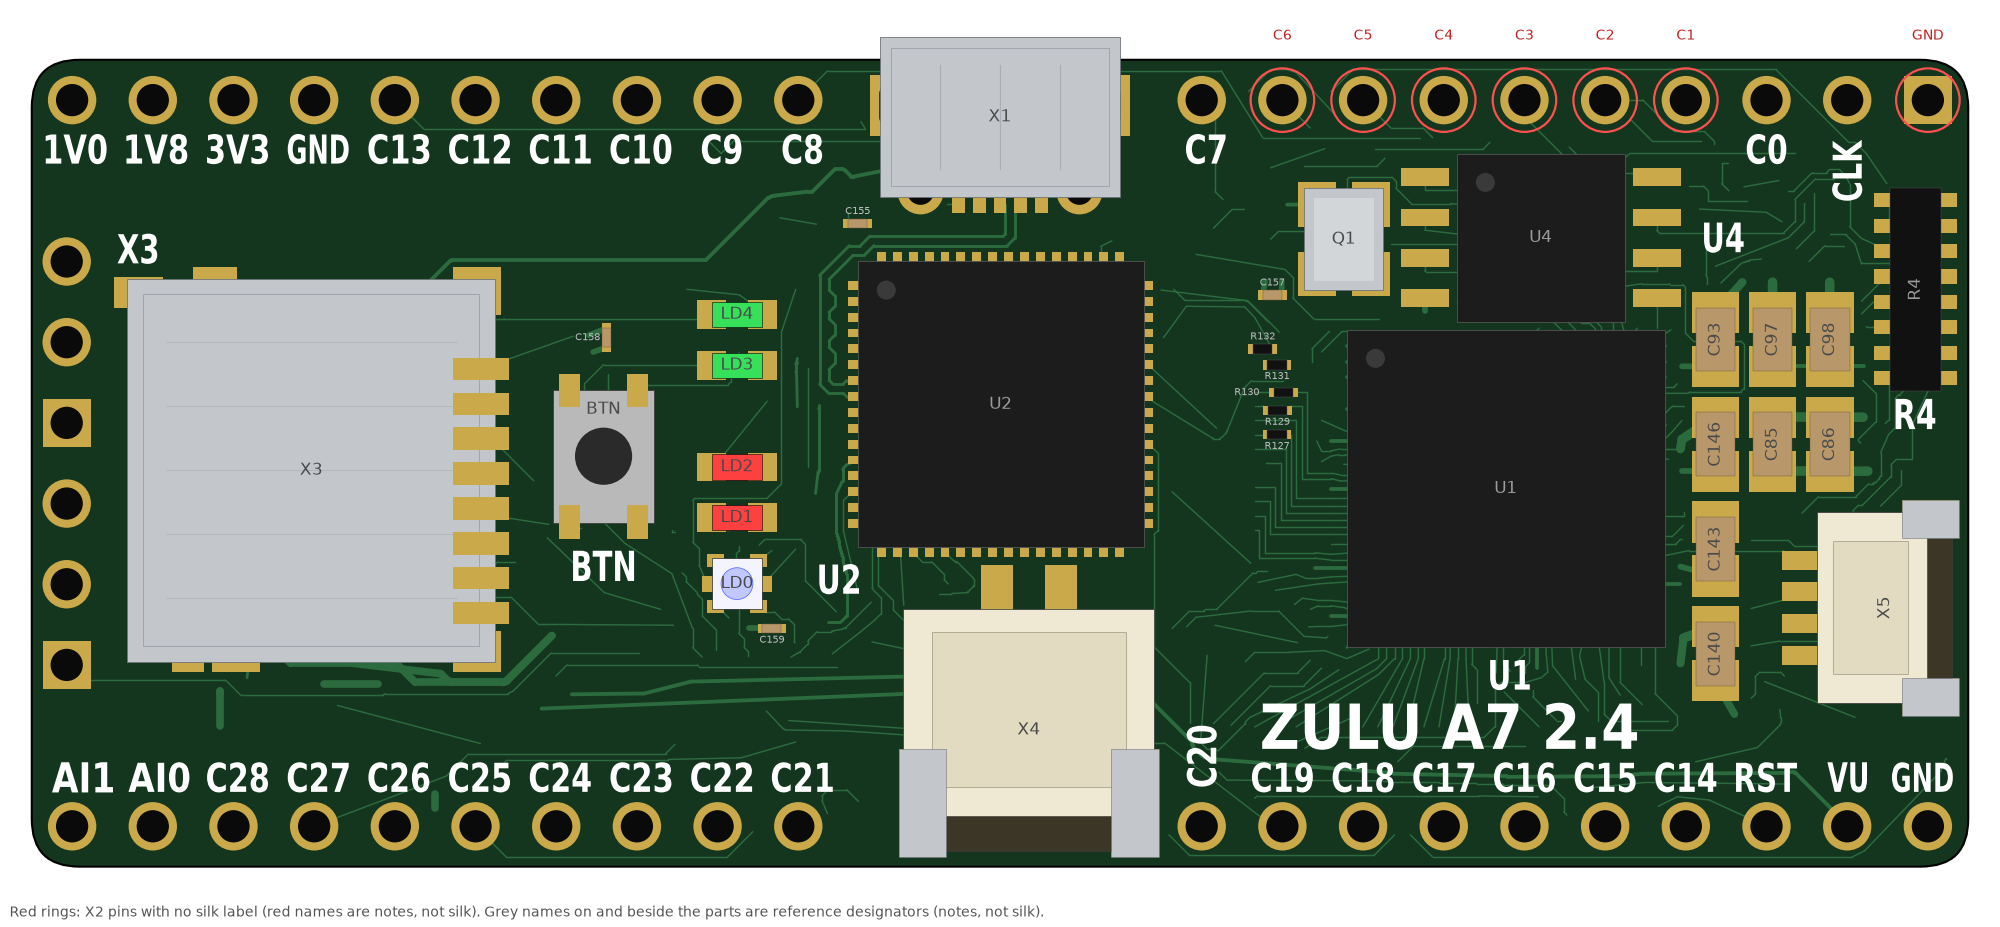 C6 C5 C4 C3 C2 C1 GND
X1
1V0 1V8 3V3 GND C13 C12 C11 C10 C9 C8 C7 C0 CLK
C155
X3
Q1
U4
U4
R4
C157
LD4
C158
LD3
R132
R131
R130
R129
R127
C93 C97 C98
U2
BTN
R4
C146 C85 C86
X3
LD2
U1
LD1
C143
BTN
LD0
U2
X5
C159
C140
U1
X4
ZULU A7 2.4
AI1 AI0 C28 C27 C26 C25 C24 C23 C22 C21 C20 C19 C18 C17 C16 C15 C14 RST VU GND
Red rings: X2 pins with no silk label (red names are notes, not silk). Grey names on and beside the parts are reference designators (notes, not silk).